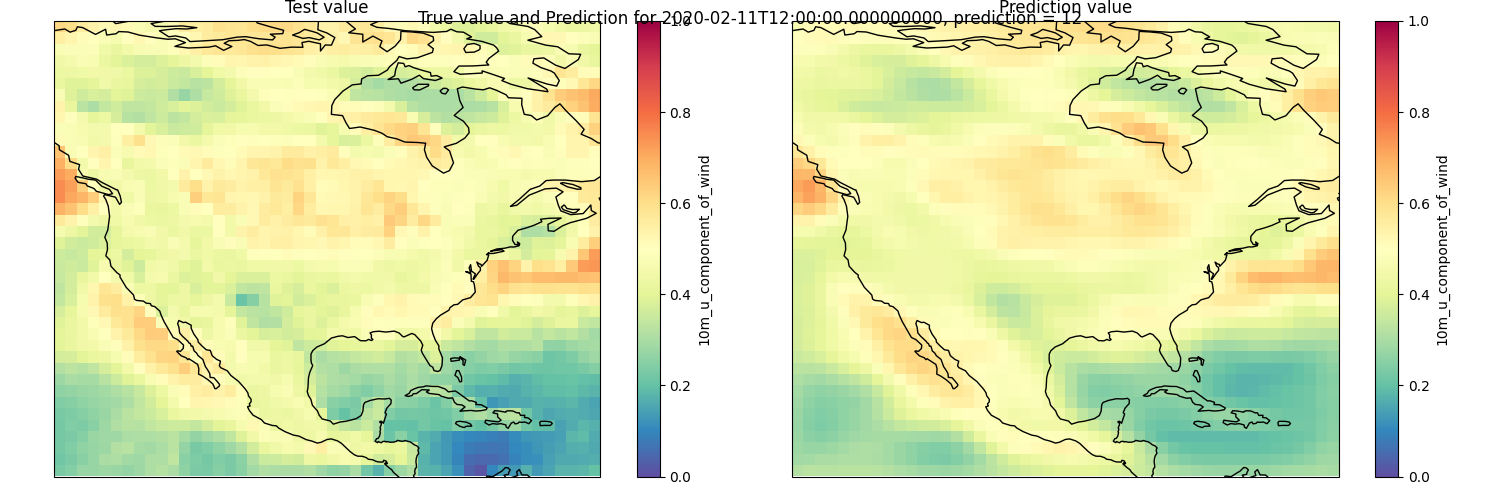 Test value
Prediction value
True value and Prediction for 2020-02-11T12:00:00.000000000, prediction = 12
1.0
0.8
0.6
0.4
0.2
0.0
10m_u_component_of_wind
1.0
0.8
0.6
0.4
0.2
0.0
10m_u_component_of_wind